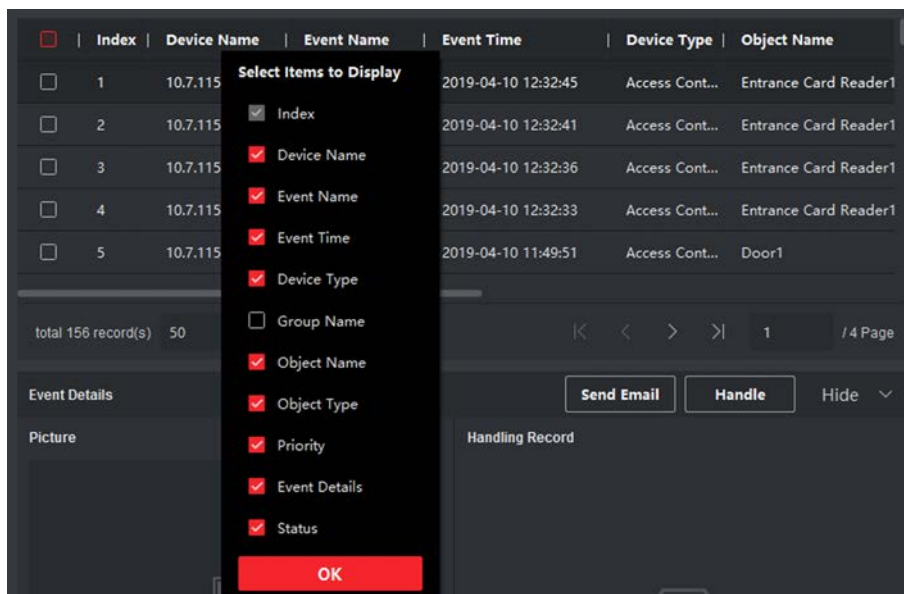 Index | Device Name | Event Name | Event Time | Device Type | Object Name
1 10.7.115 2019-04-10 12:32:45 Access Cont... Entrance Card Reader1
2 10.7.115 2019-04-10 12:32:41 Access Cont... Entrance Card Reader1
3 10.7.115 2019-04-10 12:32:36 Access Cont... Entrance Card Reader1
4 10.7.115 2019-04-10 12:32:33 Access Cont... Entrance Card Reader1
5 10.7.115 2019-04-10 11:49:51 Access Cont... Door1
Select Items to Display
Index
Device Name
Event Name
Event Time
Device Type
Group Name
Object Name
Object Type
Priority
Event Details
Status
OK
total 156 record(s) 50 1 / 4 Page
Event Details Send Email Handle Hide
Picture Handling Record